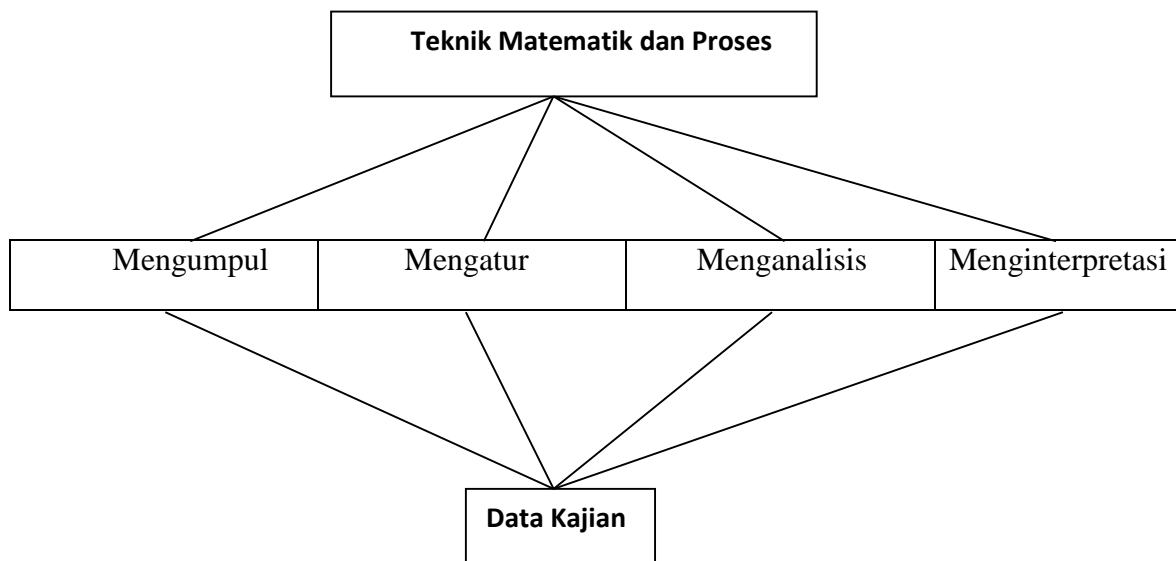 Teknik Matematik dan Proses
Mengumpul Mengatur Menganalisis Menginterpretasi
Data Kajian